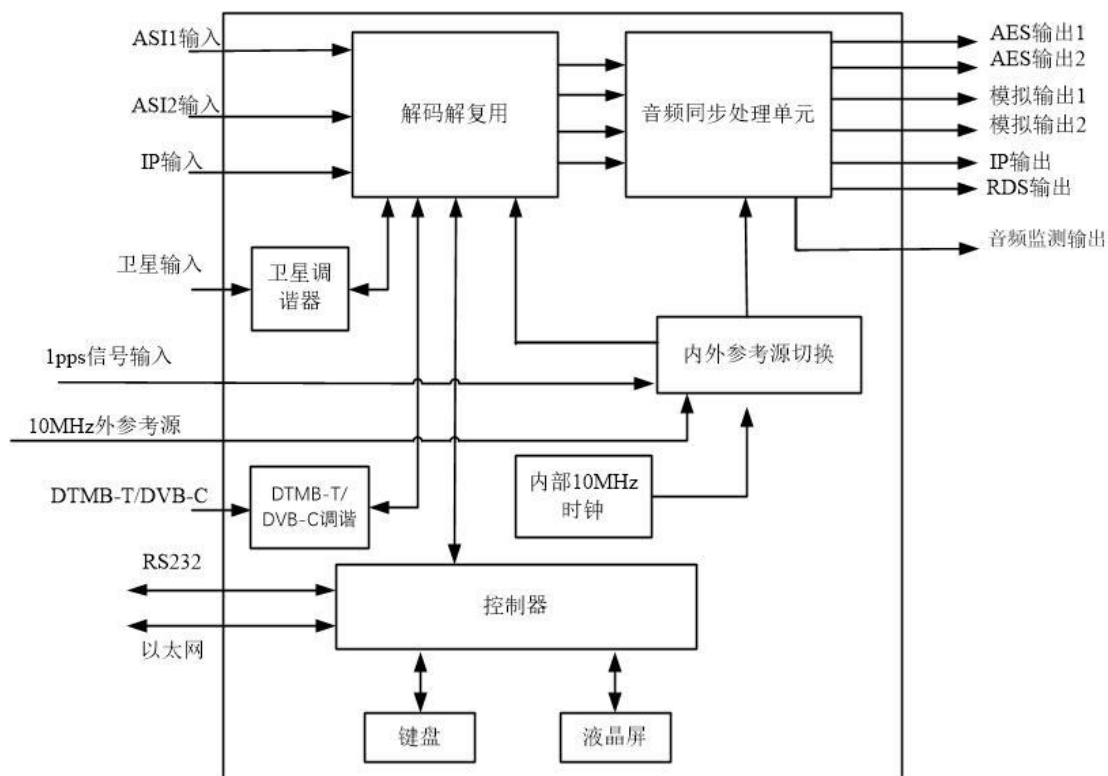 ASI1输入
ASI2输入
IP输入
解码解复用
音频同步处理单元
AES输出1
AES输出2
模拟输出1
模拟输出2
IP输出
RDS输出
音频监测输出
卫星输入
卫星调
谐器
1pps信号输入
内外参考源切换
10MHz外参考源
DTMB-T/DVB-C
DTMB-T/
DVB-C调谐
内部10MHz
时钟
RS232
以太网
控制器
键盘
液晶屏